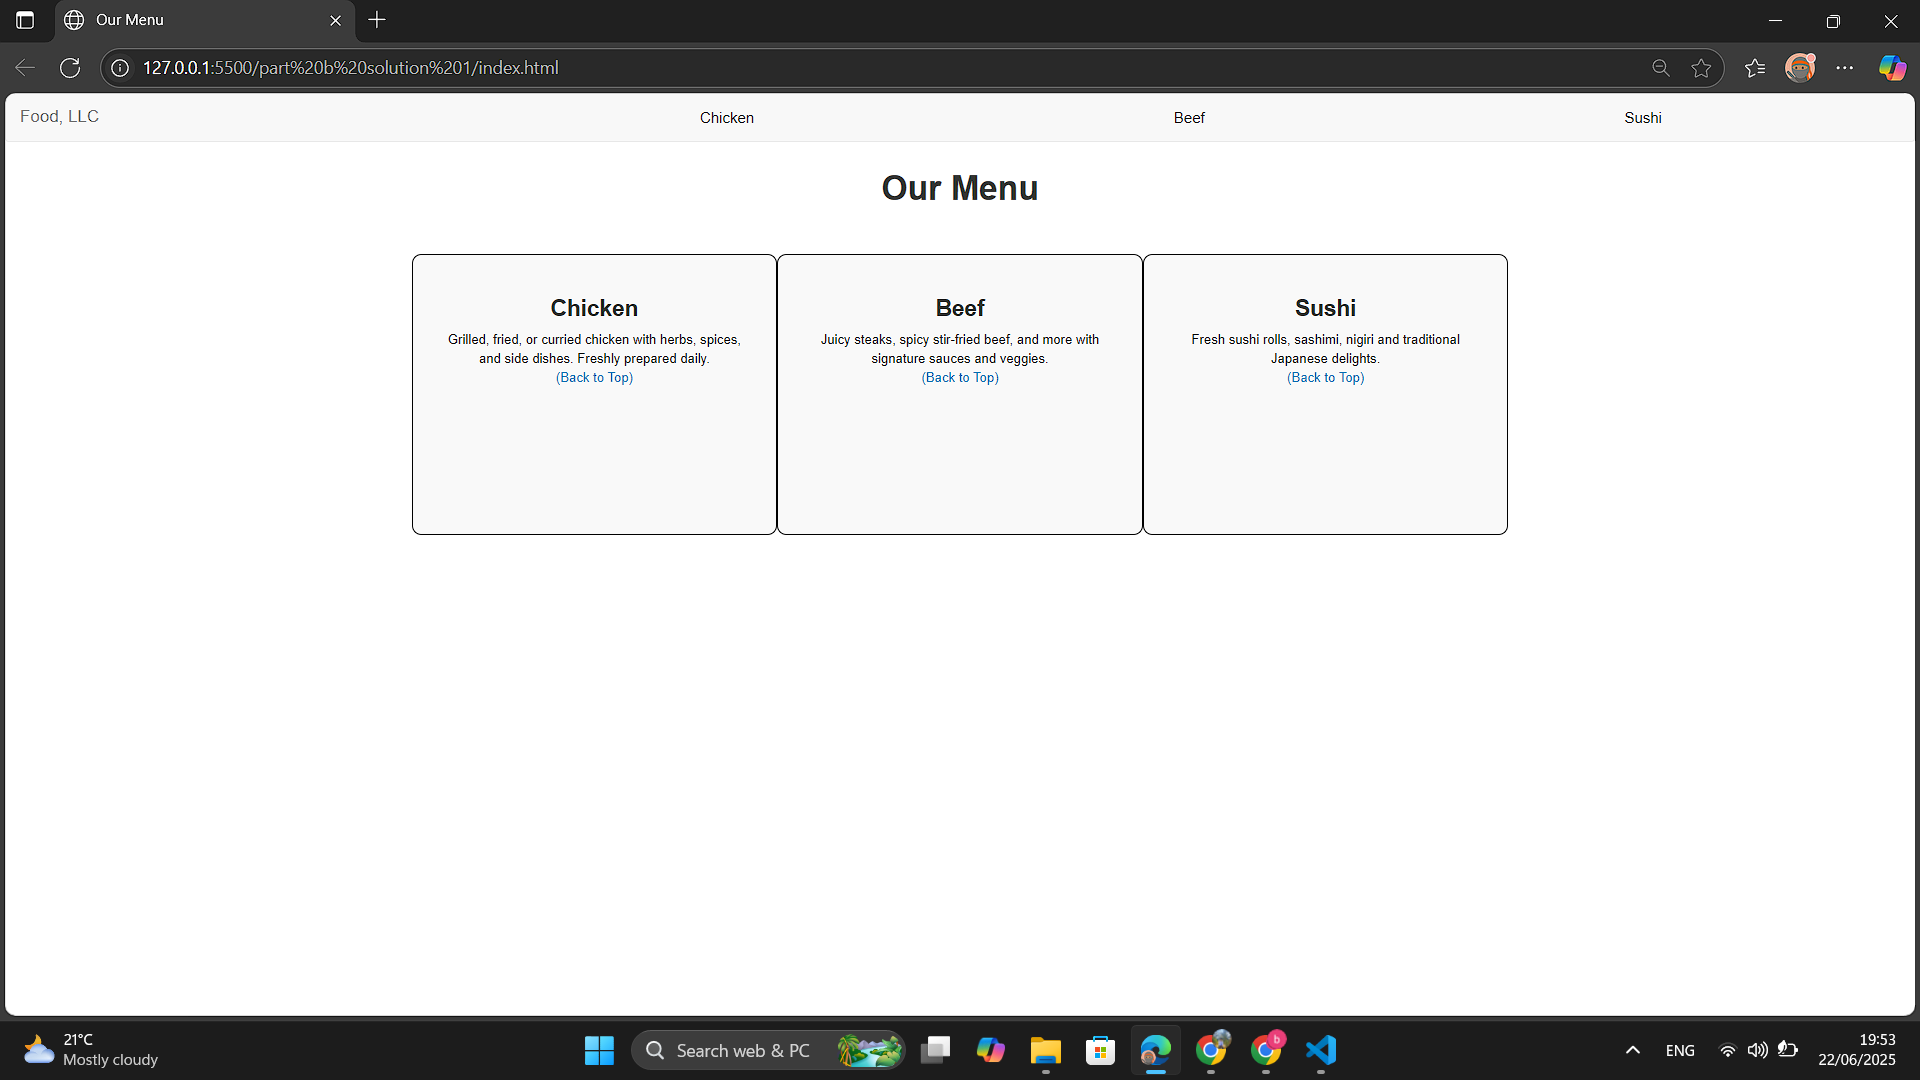 Our Menu
127.0.0.1:5500/part%20b%20solution%201/index.html
Food, LLC
Chicken
Beef
Sushi
Our Menu
Chicken
Grilled, fried, or curried chicken with herbs, spices,
and side dishes. Freshly prepared daily.
(Back to Top)
Beef
Juicy steaks, spicy stir-fried beef, and more with
signature sauces and veggies.
(Back to Top)
Sushi
Fresh sushi rolls, sashimi, nigiri and traditional
Japanese delights.
(Back to Top)
21°C
Mostly cloudy
Search web & PC
b
ENG
19:53
22/06/2025